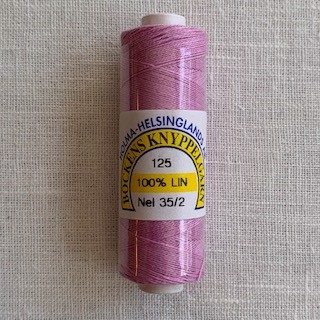 HOLMA-HELSINGLANDS
BOCKENS KNYPPELGARN
125
100% LIN
Nel 35/2